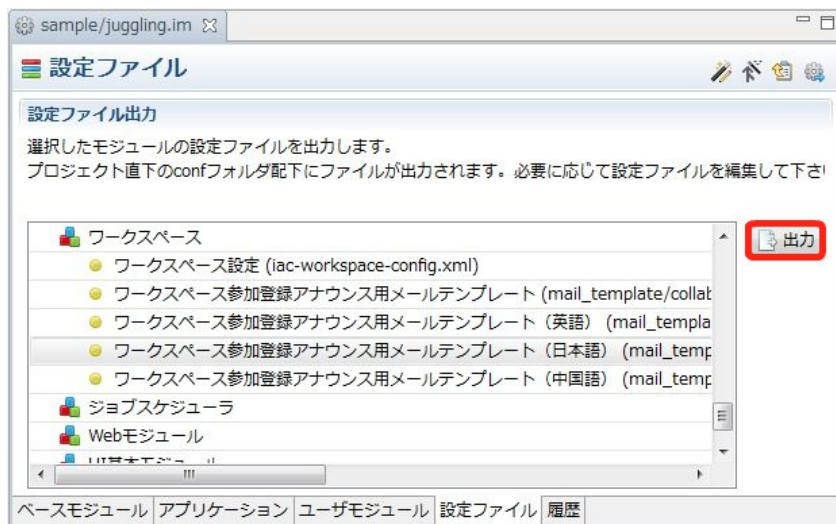 sample/juggling.im
設定ファイル
設定ファイル出力
選択したモジュールの設定ファイルを出力します。
プロジェクト直下のconfフォルダ配下にファイルが出力されます。必要に応じて設定ファイルを編集して下さ
ワークスペース
出力
ワークスペース設定 (iac-workspace-config.xml)
ワークスペース参加登録アナウンス用メールテンプレート (mail_template/collab
ワークスペース参加登録アナウンス用メールテンプレート（英語） (mail_templa
ワークスペース参加登録アナウンス用メールテンプレート（日本語） (mail_temp
ワークスペース参加登録アナウンス用メールテンプレート（中国語） (mail_temp
ジョブスケジューラ
Webモジュール
ベースモジュール アプリケーション ユーザモジュール 設定ファイル 履歴